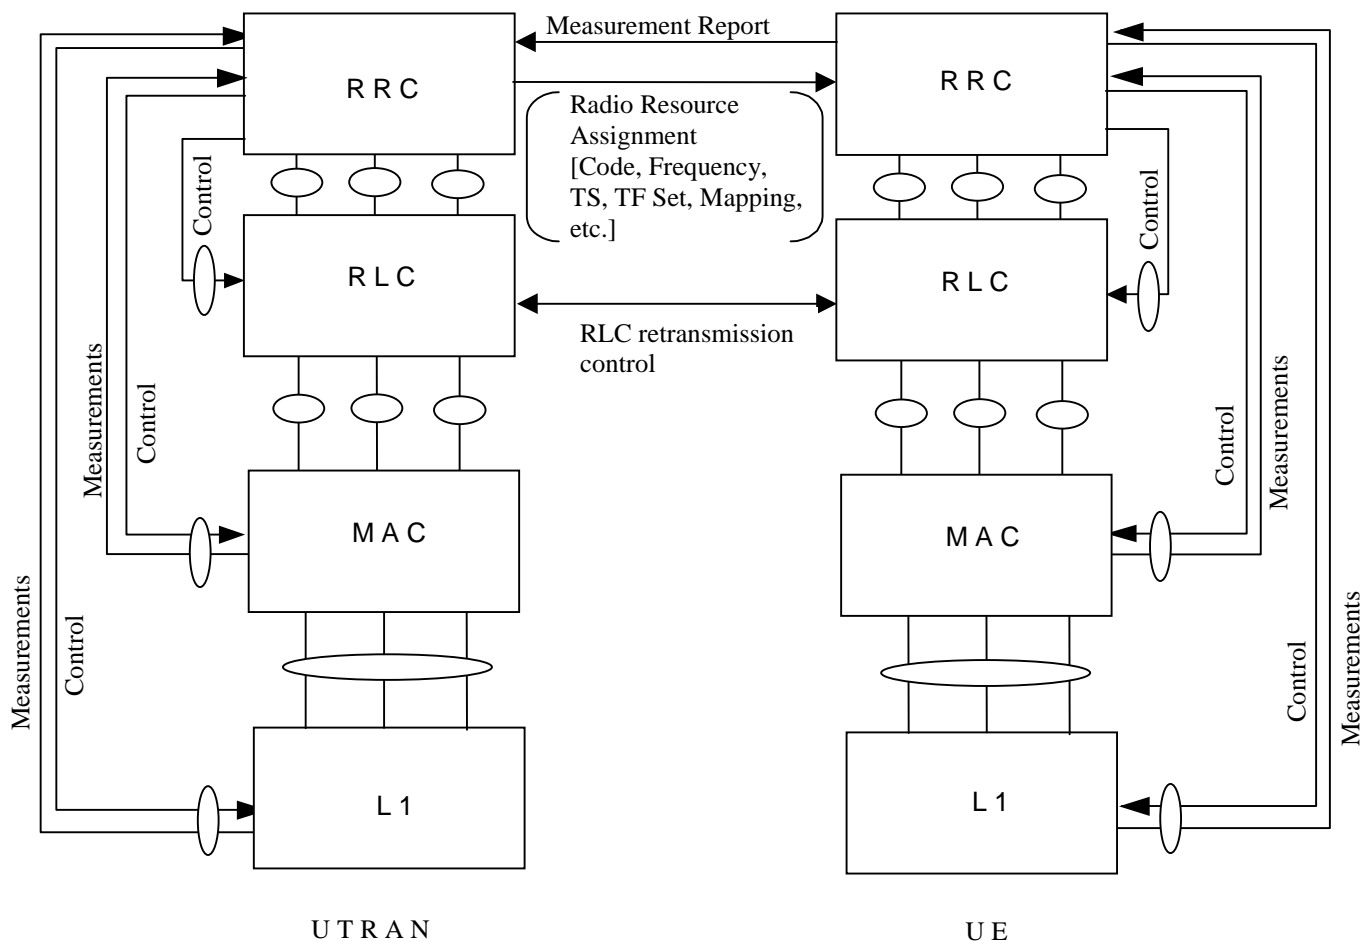 Measurement Report
R R C
R R C
Radio Resource
Assignment
[Code, Frequency,
TS, TF Set, Mapping,
etc.]
Control
Control
R L C
R L C
RLC retransmission
control
Measurements
Control
Control
Measurements
M A C
M A C
Measurements
Control
Control
Measurements
L 1
L 1
U T R A N
U E